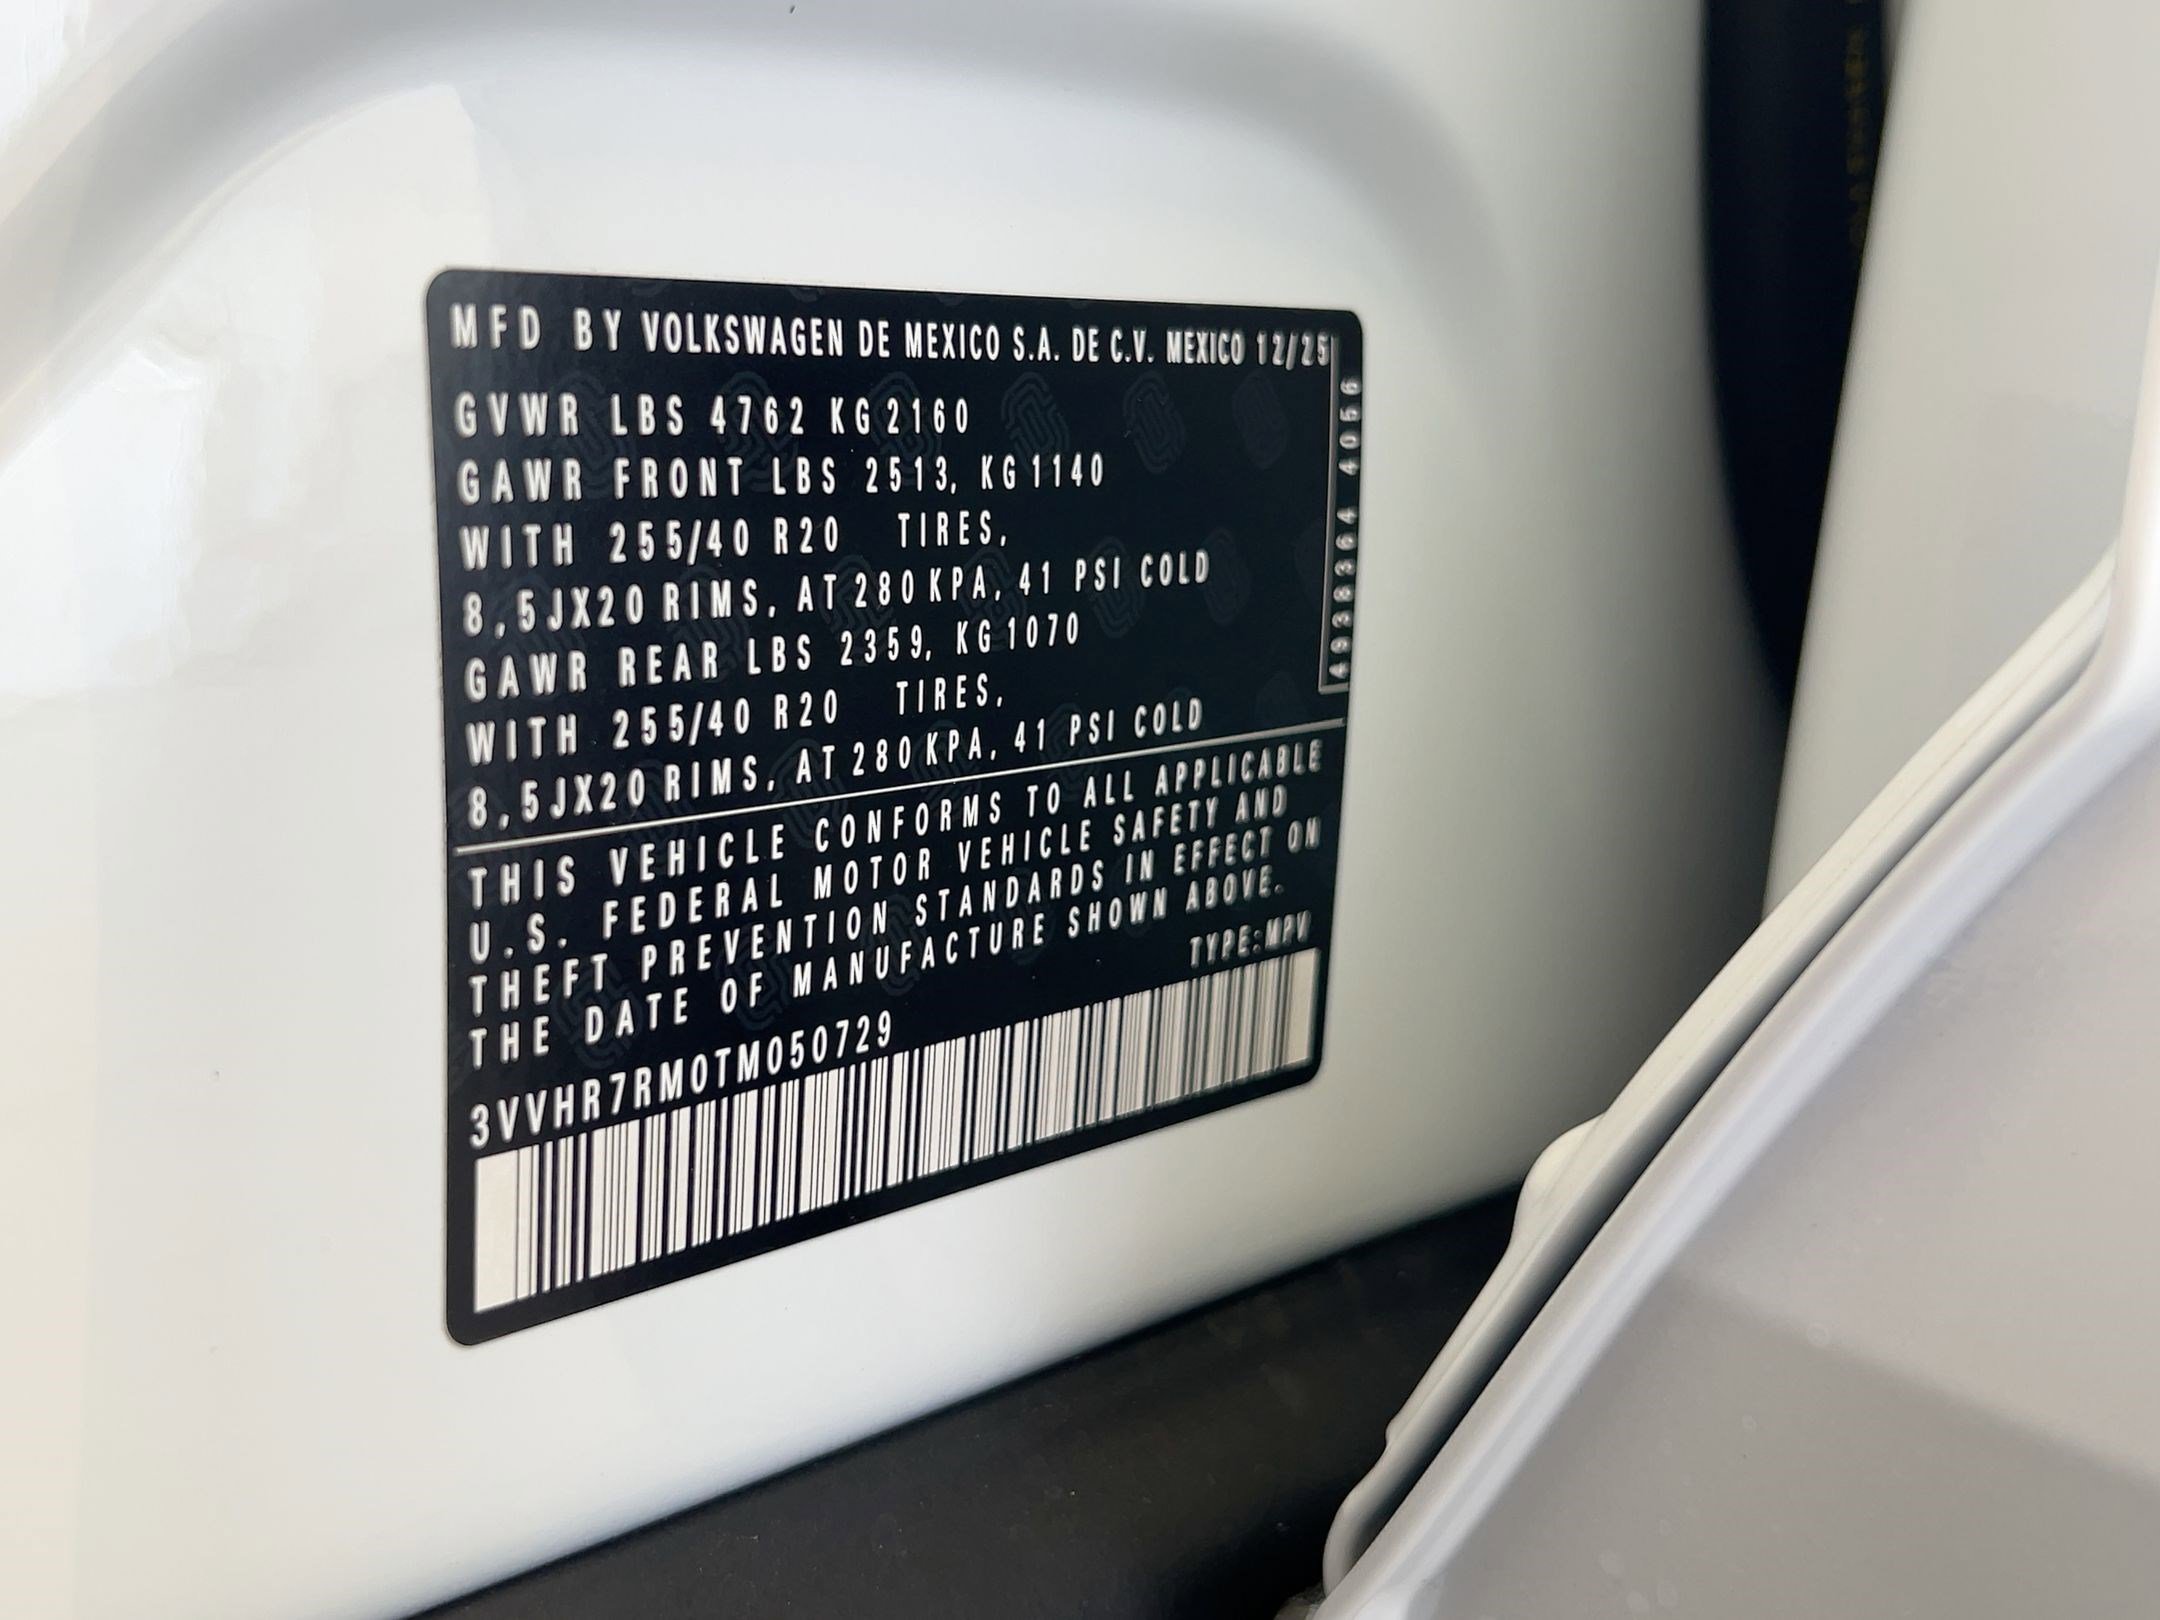 MFD BY VOLKSWAGEN DE MEXICO S.A. DE C.V. MEXICO 12/25
GVWR LBS 4762 KG 2160
GAWR FRONT LBS 2513, KG 1140
WITH 255/40 R20 TIRES,
8,5JX20 RIMS, AT 280 KPA, 41 PSI COLD
GAWR REAR LBS 2359, KG 1070
WITH 255/40 R20 TIRES,
8,5JX20 RIMS, AT 280 KPA, 41 PSI COLD
4938364 4056
THIS VEHICLE CONFORMS TO ALL APPLICABLE
U.S. FEDERAL MOTOR VEHICLE SAFETY AND
THEFT PREVENTION STANDARDS IN EFFECT ON
THE DATE OF MANUFACTURE SHOWN ABOVE.
TYPE:MPV
3VVHR7RM0TM050729